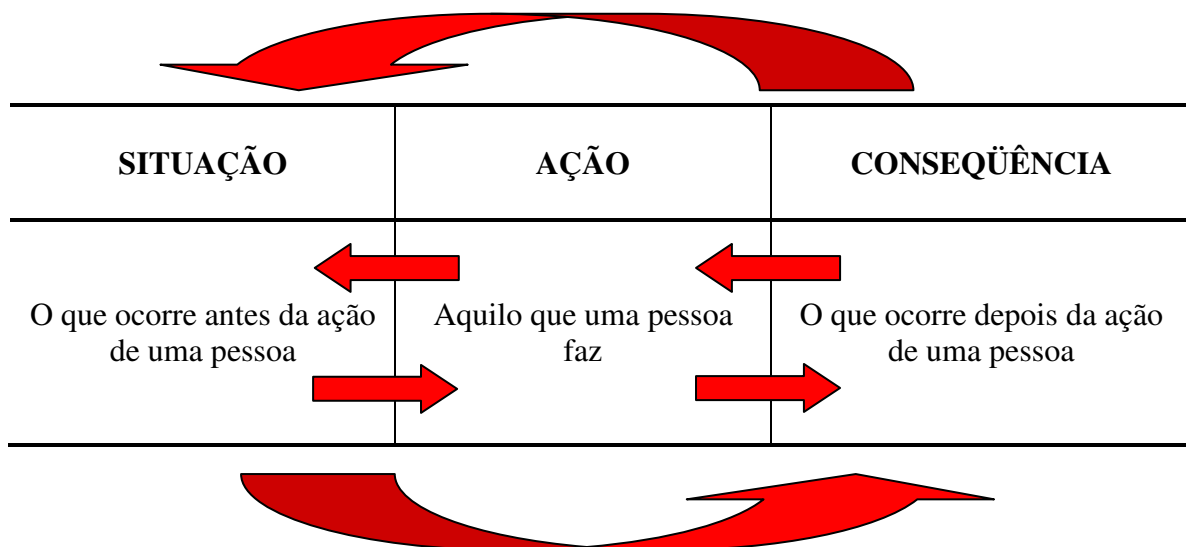 SITUAÇÃO
AÇÃO
CONSEQÜÊNCIA
O que ocorre antes da ação
de uma pessoa
Aquilo que uma pessoa
faz
O que ocorre depois da ação
de uma pessoa